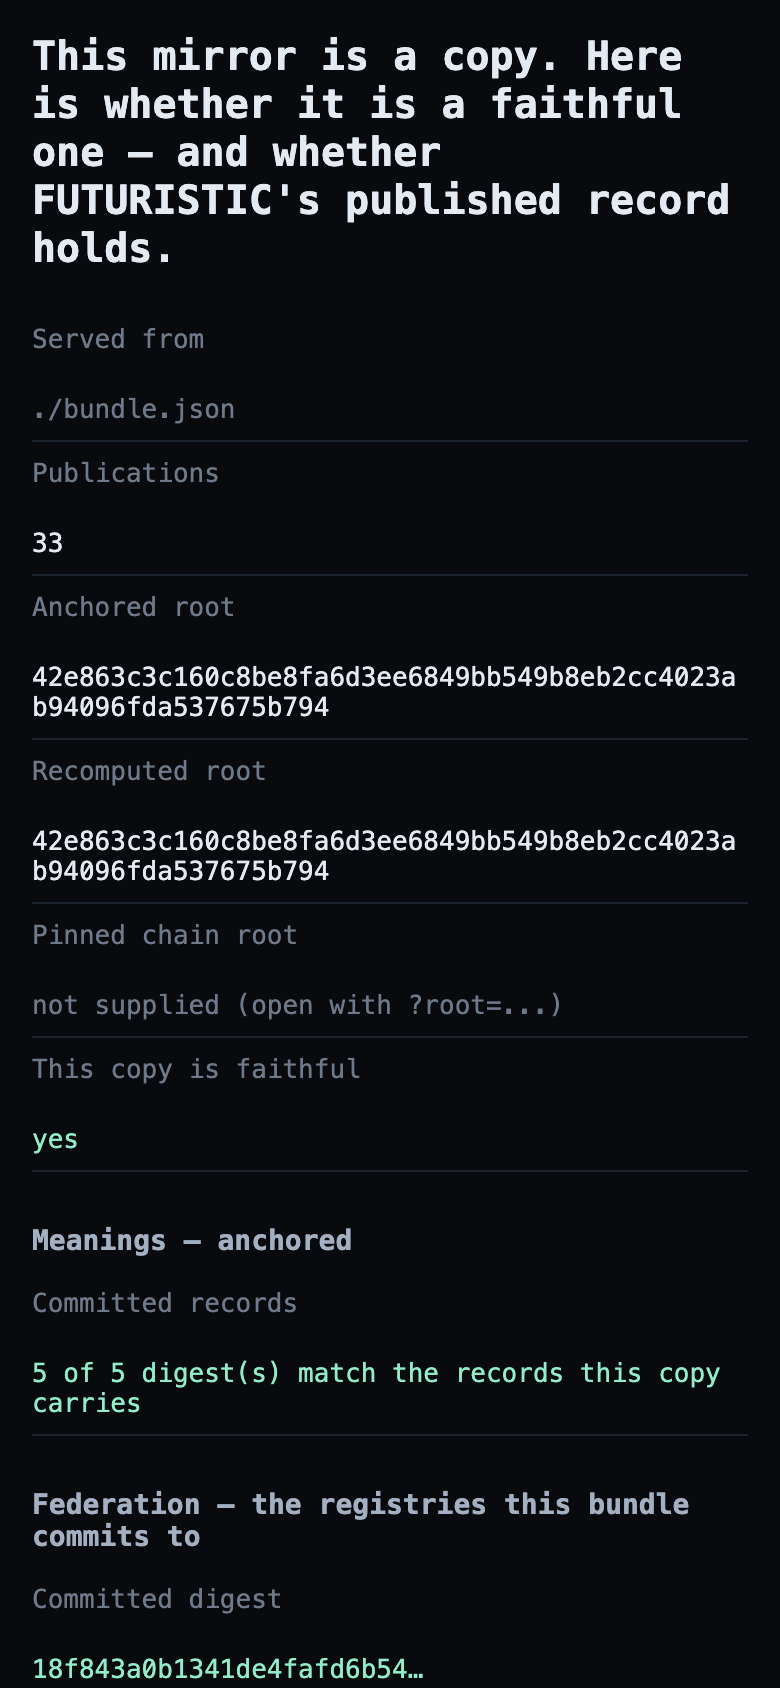 This mirror is a copy. Here
is whether it is a faithful
one — and whether
FUTURISTIC's published record
holds.
Served from
./bundle.json
Publications
33
Anchored root
42e863c3c160c8be8fa6d3ee6849bb549b8eb2cc4023a
b94096fda537675b794
Recomputed root
42e863c3c160c8be8fa6d3ee6849bb549b8eb2cc4023a
b94096fda537675b794
Pinned chain root
not supplied (open with ?root=...)
This copy is faithful
yes
Meanings — anchored
Committed records
5 of 5 digest(s) match the records this copy
carries
Federation — the registries this bundle
commits to
Committed digest
18f843a0b1341de4fafd6b54…